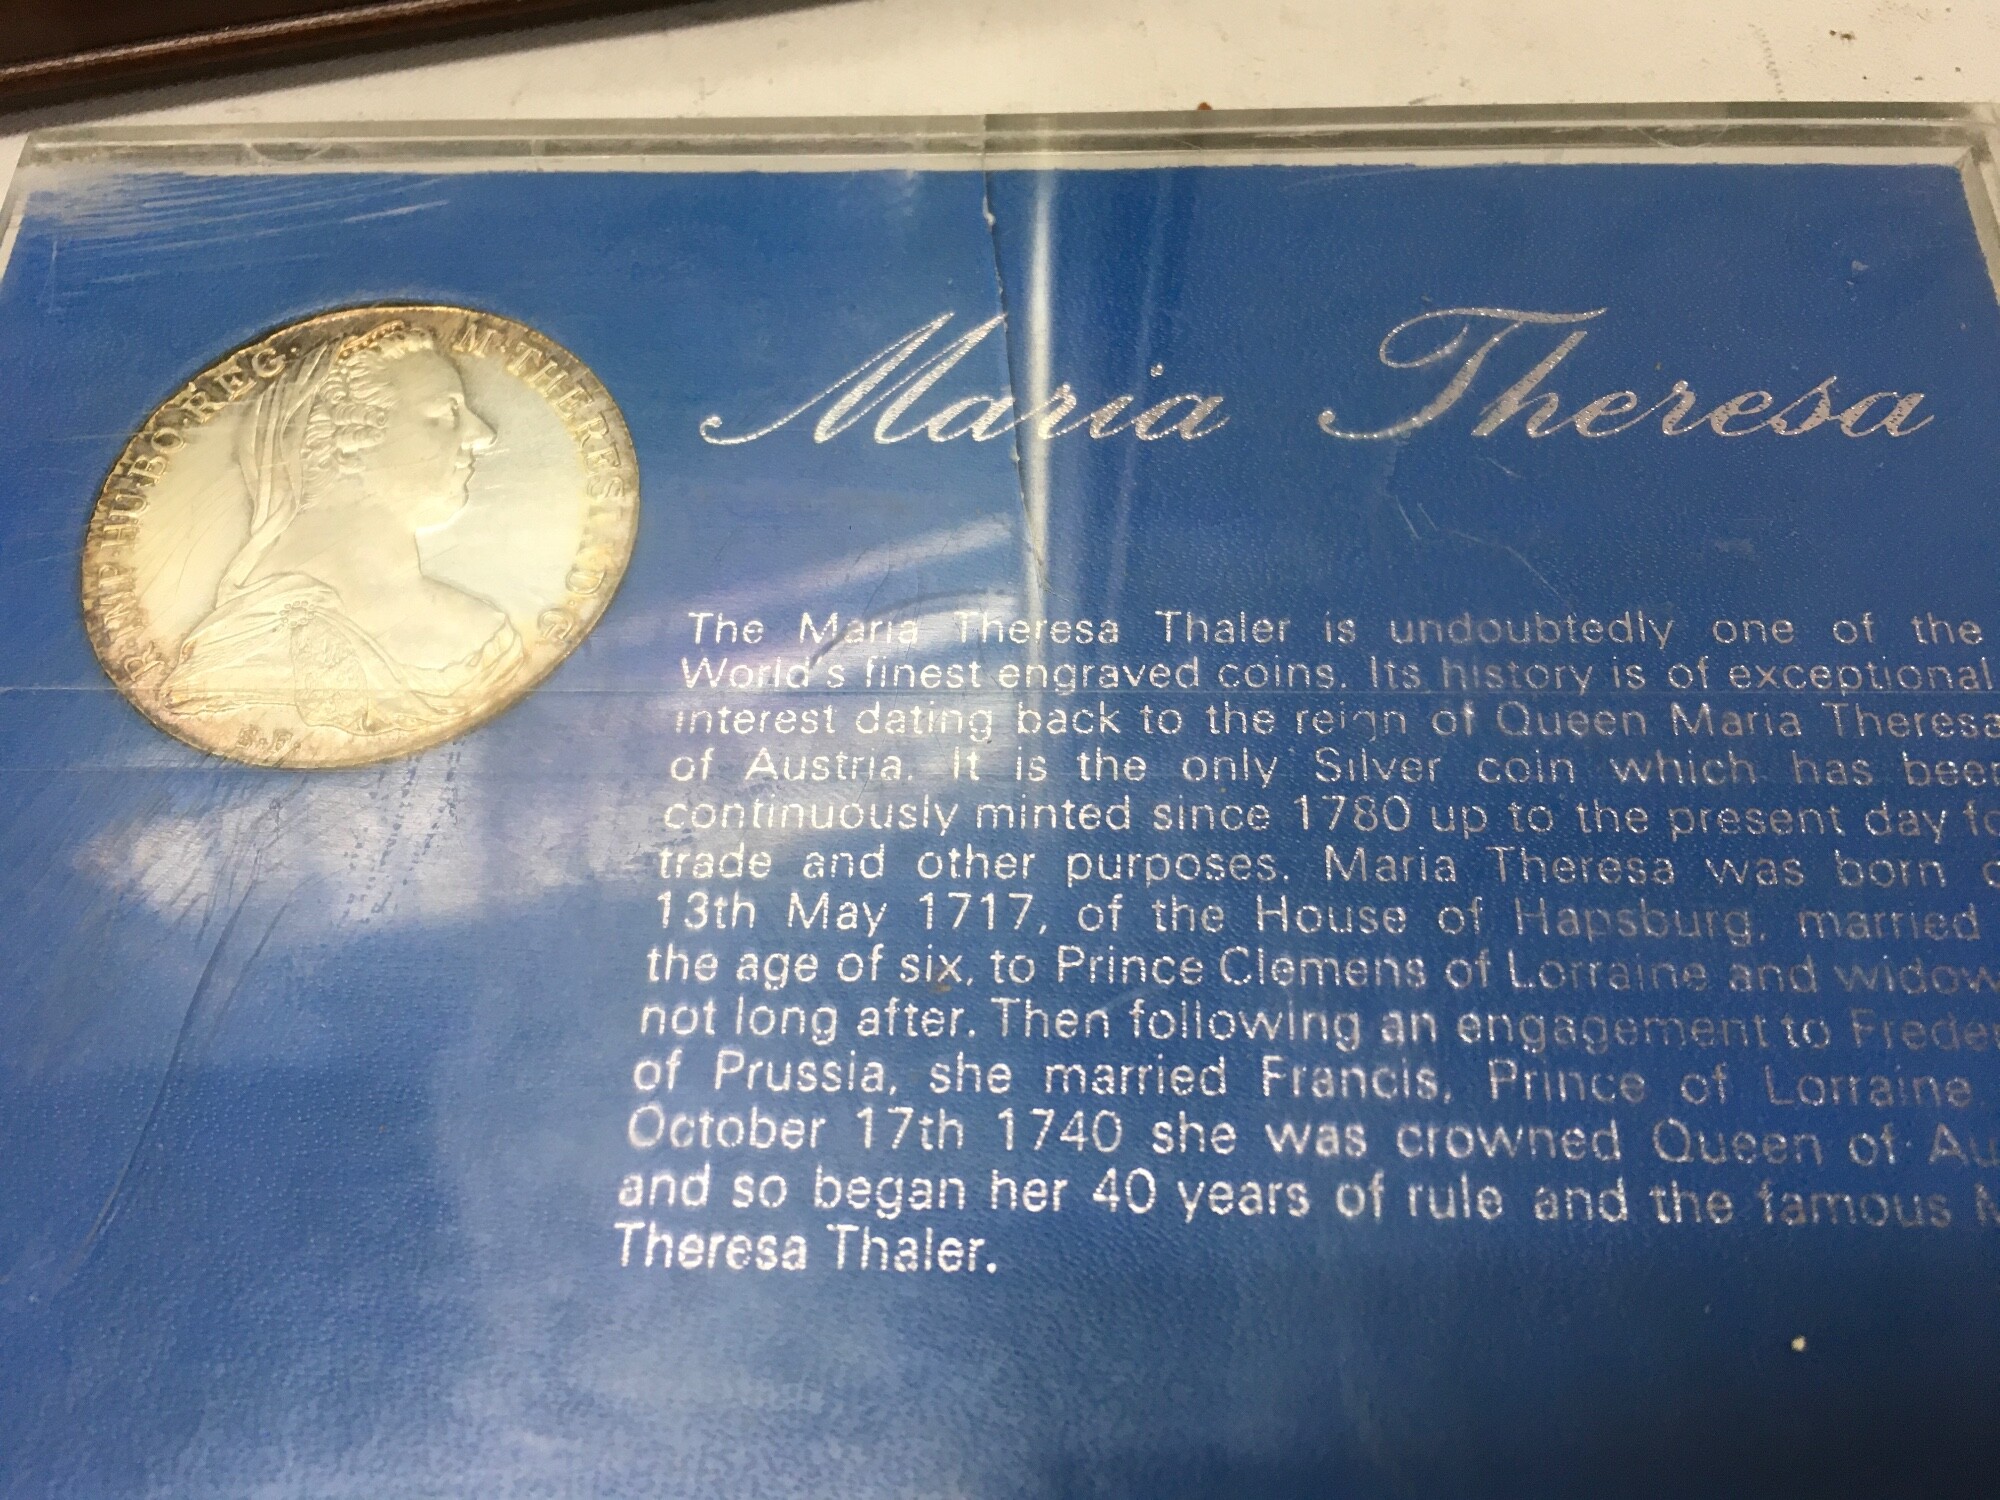 R·IMP·HU·BO·REG· M·THERESIA·D·G·
S·F·
Maria Theresa
The Maria Theresa Thaler is undoubtedly one of the
World's finest engraved coins. Its history is of exceptional
interest dating back to the reign of Queen Maria Theresa
of Austria. It is the only Silver coin which has been
continuously minted since 1780 up to the present day
trade and other purposes. Maria Theresa was born
13th May 1717, of the House of Hapsburg, married
the age of six, to Prince Clemens of Lorraine and
not long after. Then following an engagement to
of Prussia, she married Francis, Prince of Lorraine
October 17th 1740 she was crowned Queen of
and so began her 40 years of rule and the famous
Theresa Thaler.